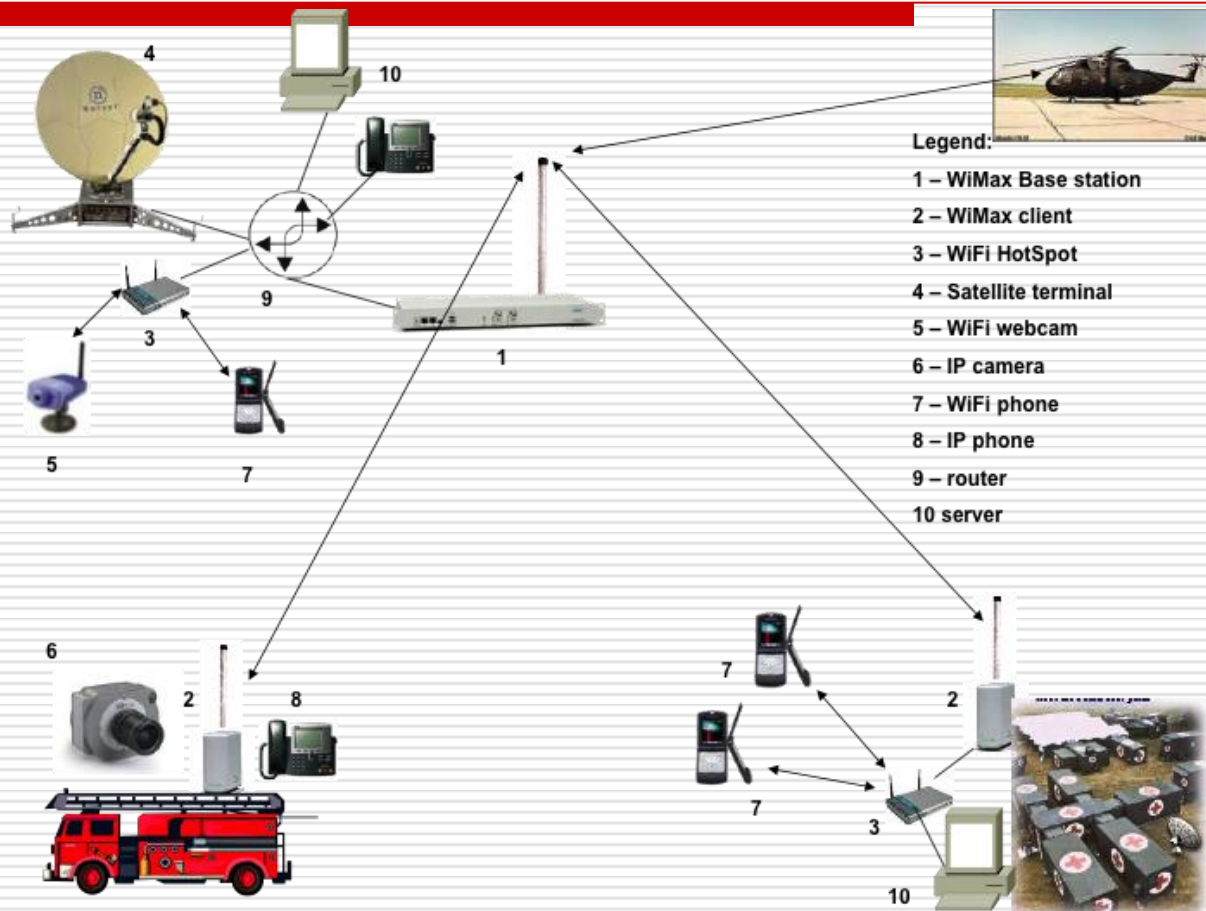 4
10
Legend:
1 – WiMax Base station
2 – WiMax client
3 – WiFi HotSpot
4 – Satellite terminal
5 – WiFi webcam
6 – IP camera
7 – WiFi phone
8 – IP phone
9 – router
10 server
9
3
1
5
7
6
2
8
7
2
7
3
10